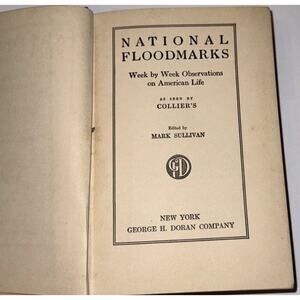 NATIONAL
FLOODMARKS
Week by Week Observations
on American Life
AS SEEN BY
COLLIER'S
Edited by
MARK SULLIVAN
NEW YORK
GEORGE H. DORAN COMPANY